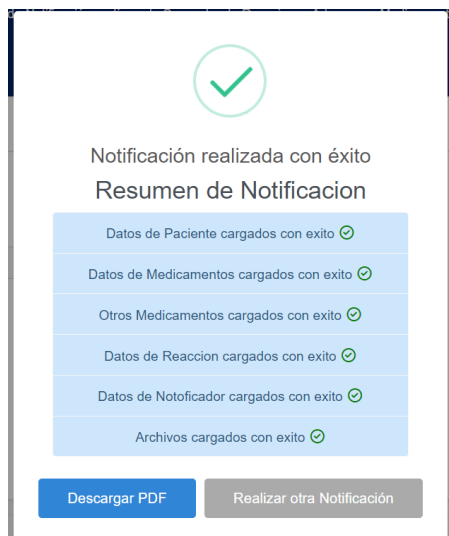 Notificación realizada con éxito
Resumen de Notificacion
Datos de Paciente cargados con exito
Datos de Medicamentos cargados con exito
Otros Medicamentos cargados con exito
Datos de Reaccion cargados con exito
Datos de Notoficador cargados con exito
Archivos cargados con exito
Descargar PDF
Realizar otra Notificación